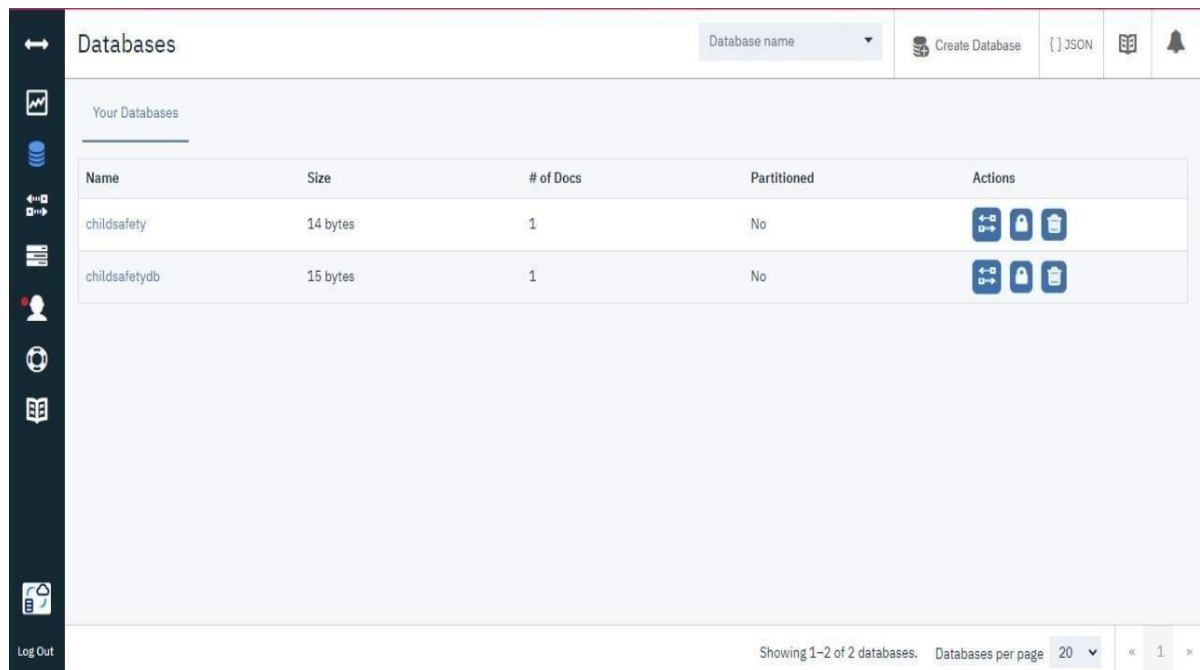 Databases
Database name
Create Database
{ } JSON
Your Databases
Name Size # of Docs Partitioned Actions
childsafety 14 bytes 1 No
childsafetydb 15 bytes 1 No
Log Out
Showing 1–2 of 2 databases. Databases per page 20 « 1 »